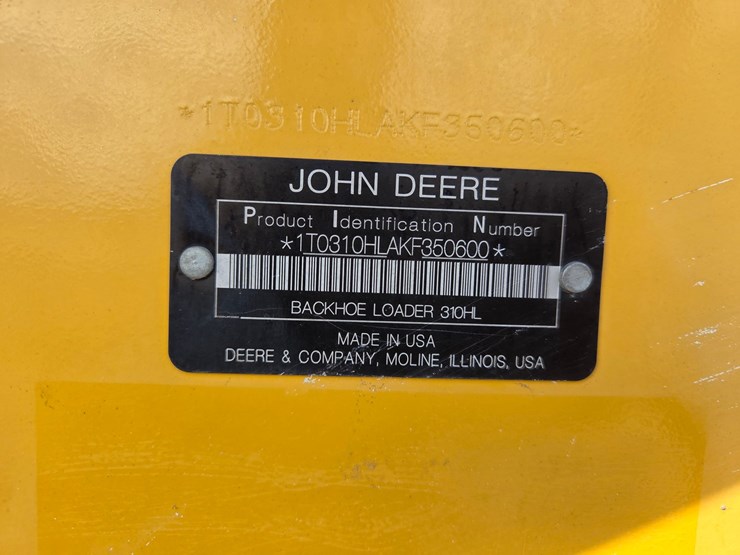 *1T0310HLAKF350600*
JOHN DEERE
Product Identification Number
*1T0310HLAKF350600*
BACKHOE LOADER 310HL
MADE IN USA
DEERE & COMPANY, MOLINE, ILLINOIS, USA